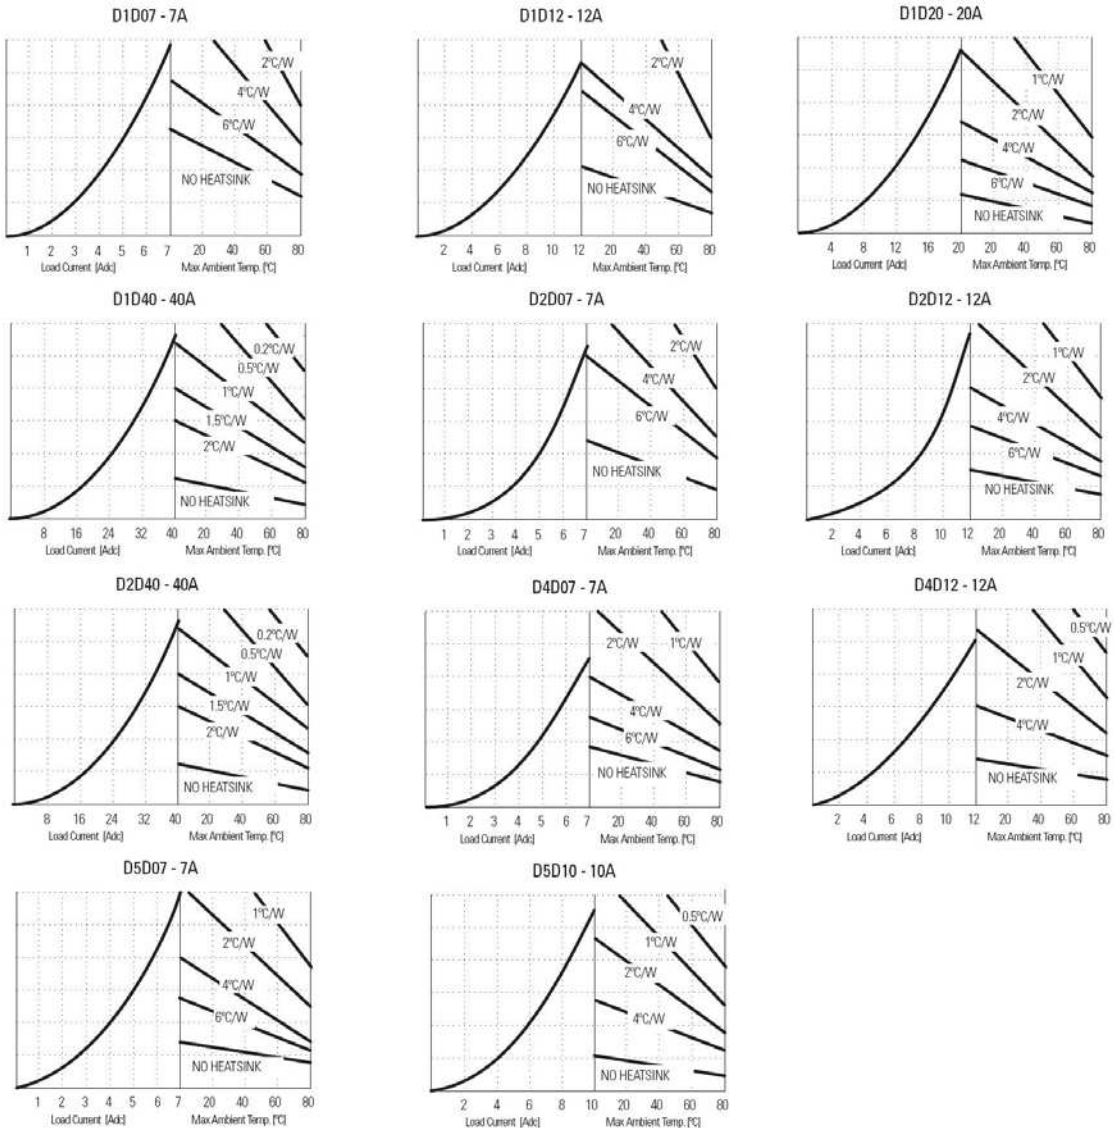 D1D07 - 7A
2°C/W
4°C/W
6°C/W
NO HEATSINK
1 2 3 4 5 6 7 20 40 60 80
Load Current [Adc] Max Ambient Temp. [°C]
D1D12 - 12A
2°C/W
4°C/W
6°C/W
NO HEATSINK
2 4 6 8 10 12 20 40 60 80
Load Current [Adc] Max Ambient Temp. [°C]
D1D20 - 20A
1°C/W
2°C/W
4°C/W
6°C/W
NO HEATSINK
4 8 12 16 20 20 40 60 80
Load Current [Adc] Max Ambient Temp. [°C]
D1D40 - 40A
0.2°C/W
0.5°C/W
1°C/W
1.5°C/W
2°C/W
NO HEATSINK
8 16 24 32 40 20 40 60 80
Load Current [Adc] Max Ambient Temp. [°C]
D2D07 - 7A
2°C/W
4°C/W
6°C/W
NO HEATSINK
1 2 3 4 5 6 7 20 40 60 80
Load Current [Adc] Max Ambient Temp. [°C]
D2D12 - 12A
1°C/W
2°C/W
4°C/W
6°C/W
NO HEATSINK
2 4 6 8 10 12 20 40 60 80
Load Current [Adc] Max Ambient Temp. [°C]
D2D40 - 40A
0.2°C/W
0.5°C/W
1°C/W
1.5°C/W
2°C/W
NO HEATSINK
8 16 24 32 40 20 40 60 80
Load Current [Adc] Max Ambient Temp. [°C]
D4D07 - 7A
1°C/W
2°C/W
4°C/W
6°C/W
NO HEATSINK
1 2 3 4 5 6 7 20 40 60 80
Load Current [Adc] Max Ambient Temp. [°C]
D4D12 - 12A
0.5°C/W
1°C/W
2°C/W
4°C/W
NO HEATSINK
2 4 6 8 10 12 20 40 60 80
Load Current [Adc] Max Ambient Temp. [°C]
D5D07 - 7A
1°C/W
2°C/W
4°C/W
6°C/W
NO HEATSINK
1 2 3 4 5 6 7 20 40 60 80
Load Current [Adc] Max Ambient Temp. [°C]
D5D10 - 10A
0.5°C/W
1°C/W
2°C/W
4°C/W
NO HEATSINK
2 4 6 8 10 20 40 60 80
Load Current [Adc] Max Ambient Temp. [°C]